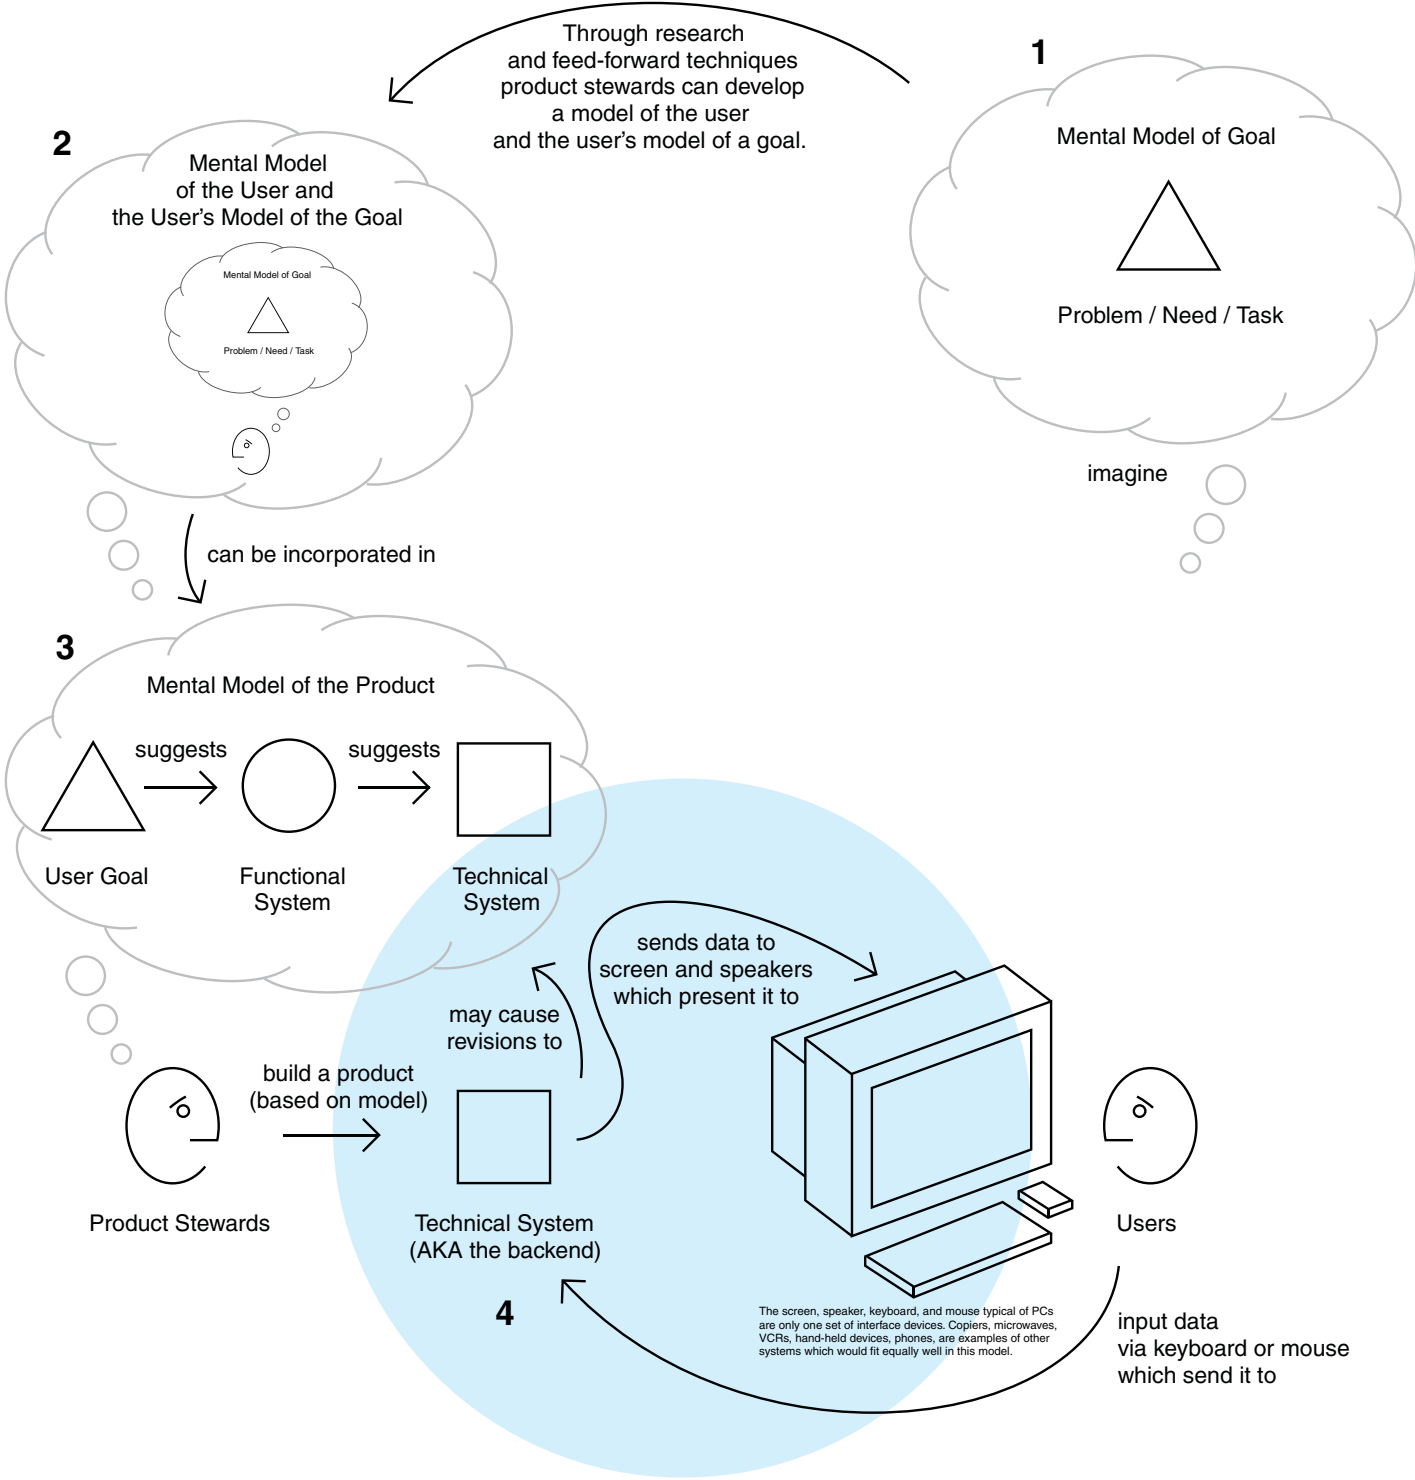 Through research
and feed-forward techniques
product stewards can develop
a model of the user
and the user's model of a goal.
1
Mental Model of Goal
Problem / Need / Task
imagine
2
Mental Model
of the User and
the User's Model of the Goal
Mental Model of Goal
Problem / Need / Task
can be incorporated in
3
Mental Model of the Product
suggests
suggests
User Goal
Functional
System
Technical
System
sends data to
screen and speakers
which present it to
may cause
revisions to
build a product
(based on model)
Product Stewards
Technical System
(AKA the backend)
4
Users
The screen, speaker, keyboard, and mouse typical of PCs
are only one set of interface devices. Copiers, microwaves,
VCRs, hand-held devices, phones, are examples of other
systems which would fit equally well in this model.
input data
via keyboard or mouse
which send it to